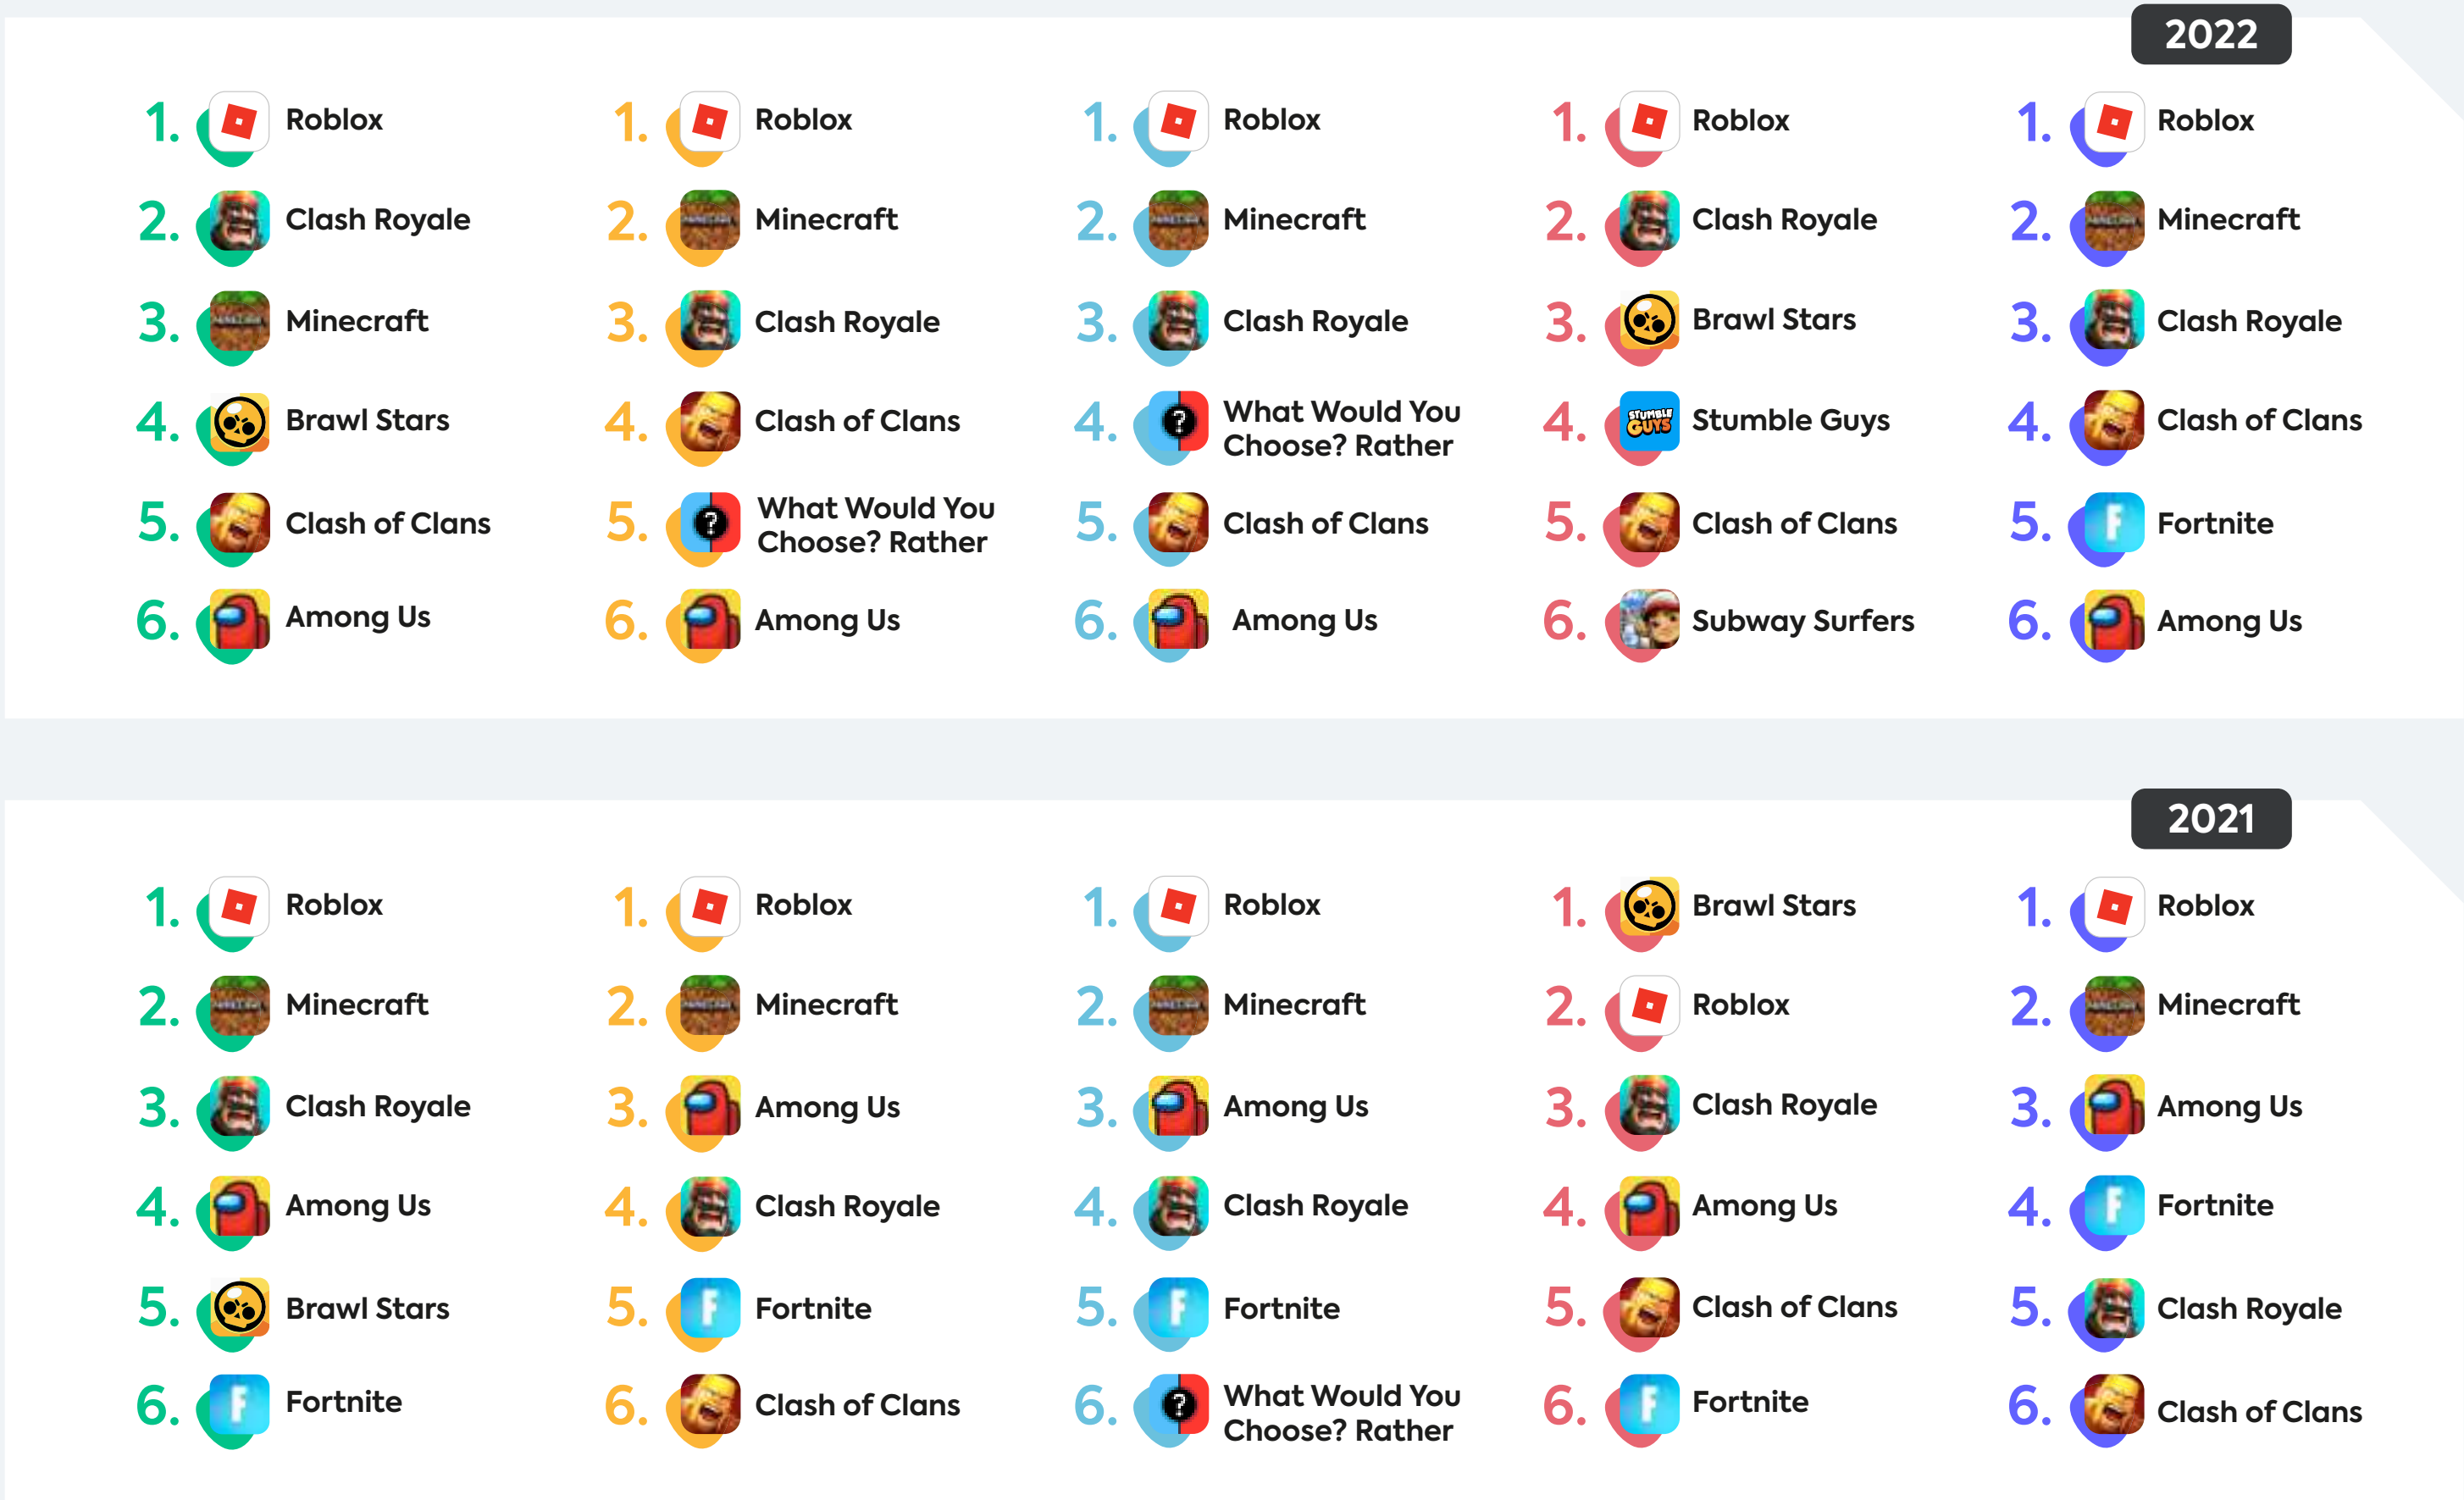 2022
1. Roblox
2. Clash Royale
3. Minecraft
4. Brawl Stars
5. Clash of Clans
6. Among Us
1. Roblox
2. Minecraft
3. Clash Royale
4. Clash of Clans
5. What Would You
Choose? Rather
6. Among Us
1. Roblox
2. Minecraft
3. Clash Royale
4. What Would You
Choose? Rather
5. Clash of Clans
6. Among Us
1. Roblox
2. Clash Royale
3. Brawl Stars
4. STUMBLE GUYS Stumble Guys
5. Clash of Clans
6. Subway Surfers
1. Roblox
2. Minecraft
3. Clash Royale
4. Clash of Clans
5. F Fortnite
6. Among Us
2021
1. Roblox
2. Minecraft
3. Clash Royale
4. Among Us
5. Brawl Stars
6. F Fortnite
1. Roblox
2. Minecraft
3. Among Us
4. Clash Royale
5. F Fortnite
6. Clash of Clans
1. Roblox
2. Minecraft
3. Among Us
4. Clash Royale
5. F Fortnite
6. What Would You
Choose? Rather
1. Brawl Stars
2. Roblox
3. Clash Royale
4. Among Us
5. Clash of Clans
6. F Fortnite
1. Roblox
2. Minecraft
3. Among Us
4. F Fortnite
5. Clash Royale
6. Clash of Clans